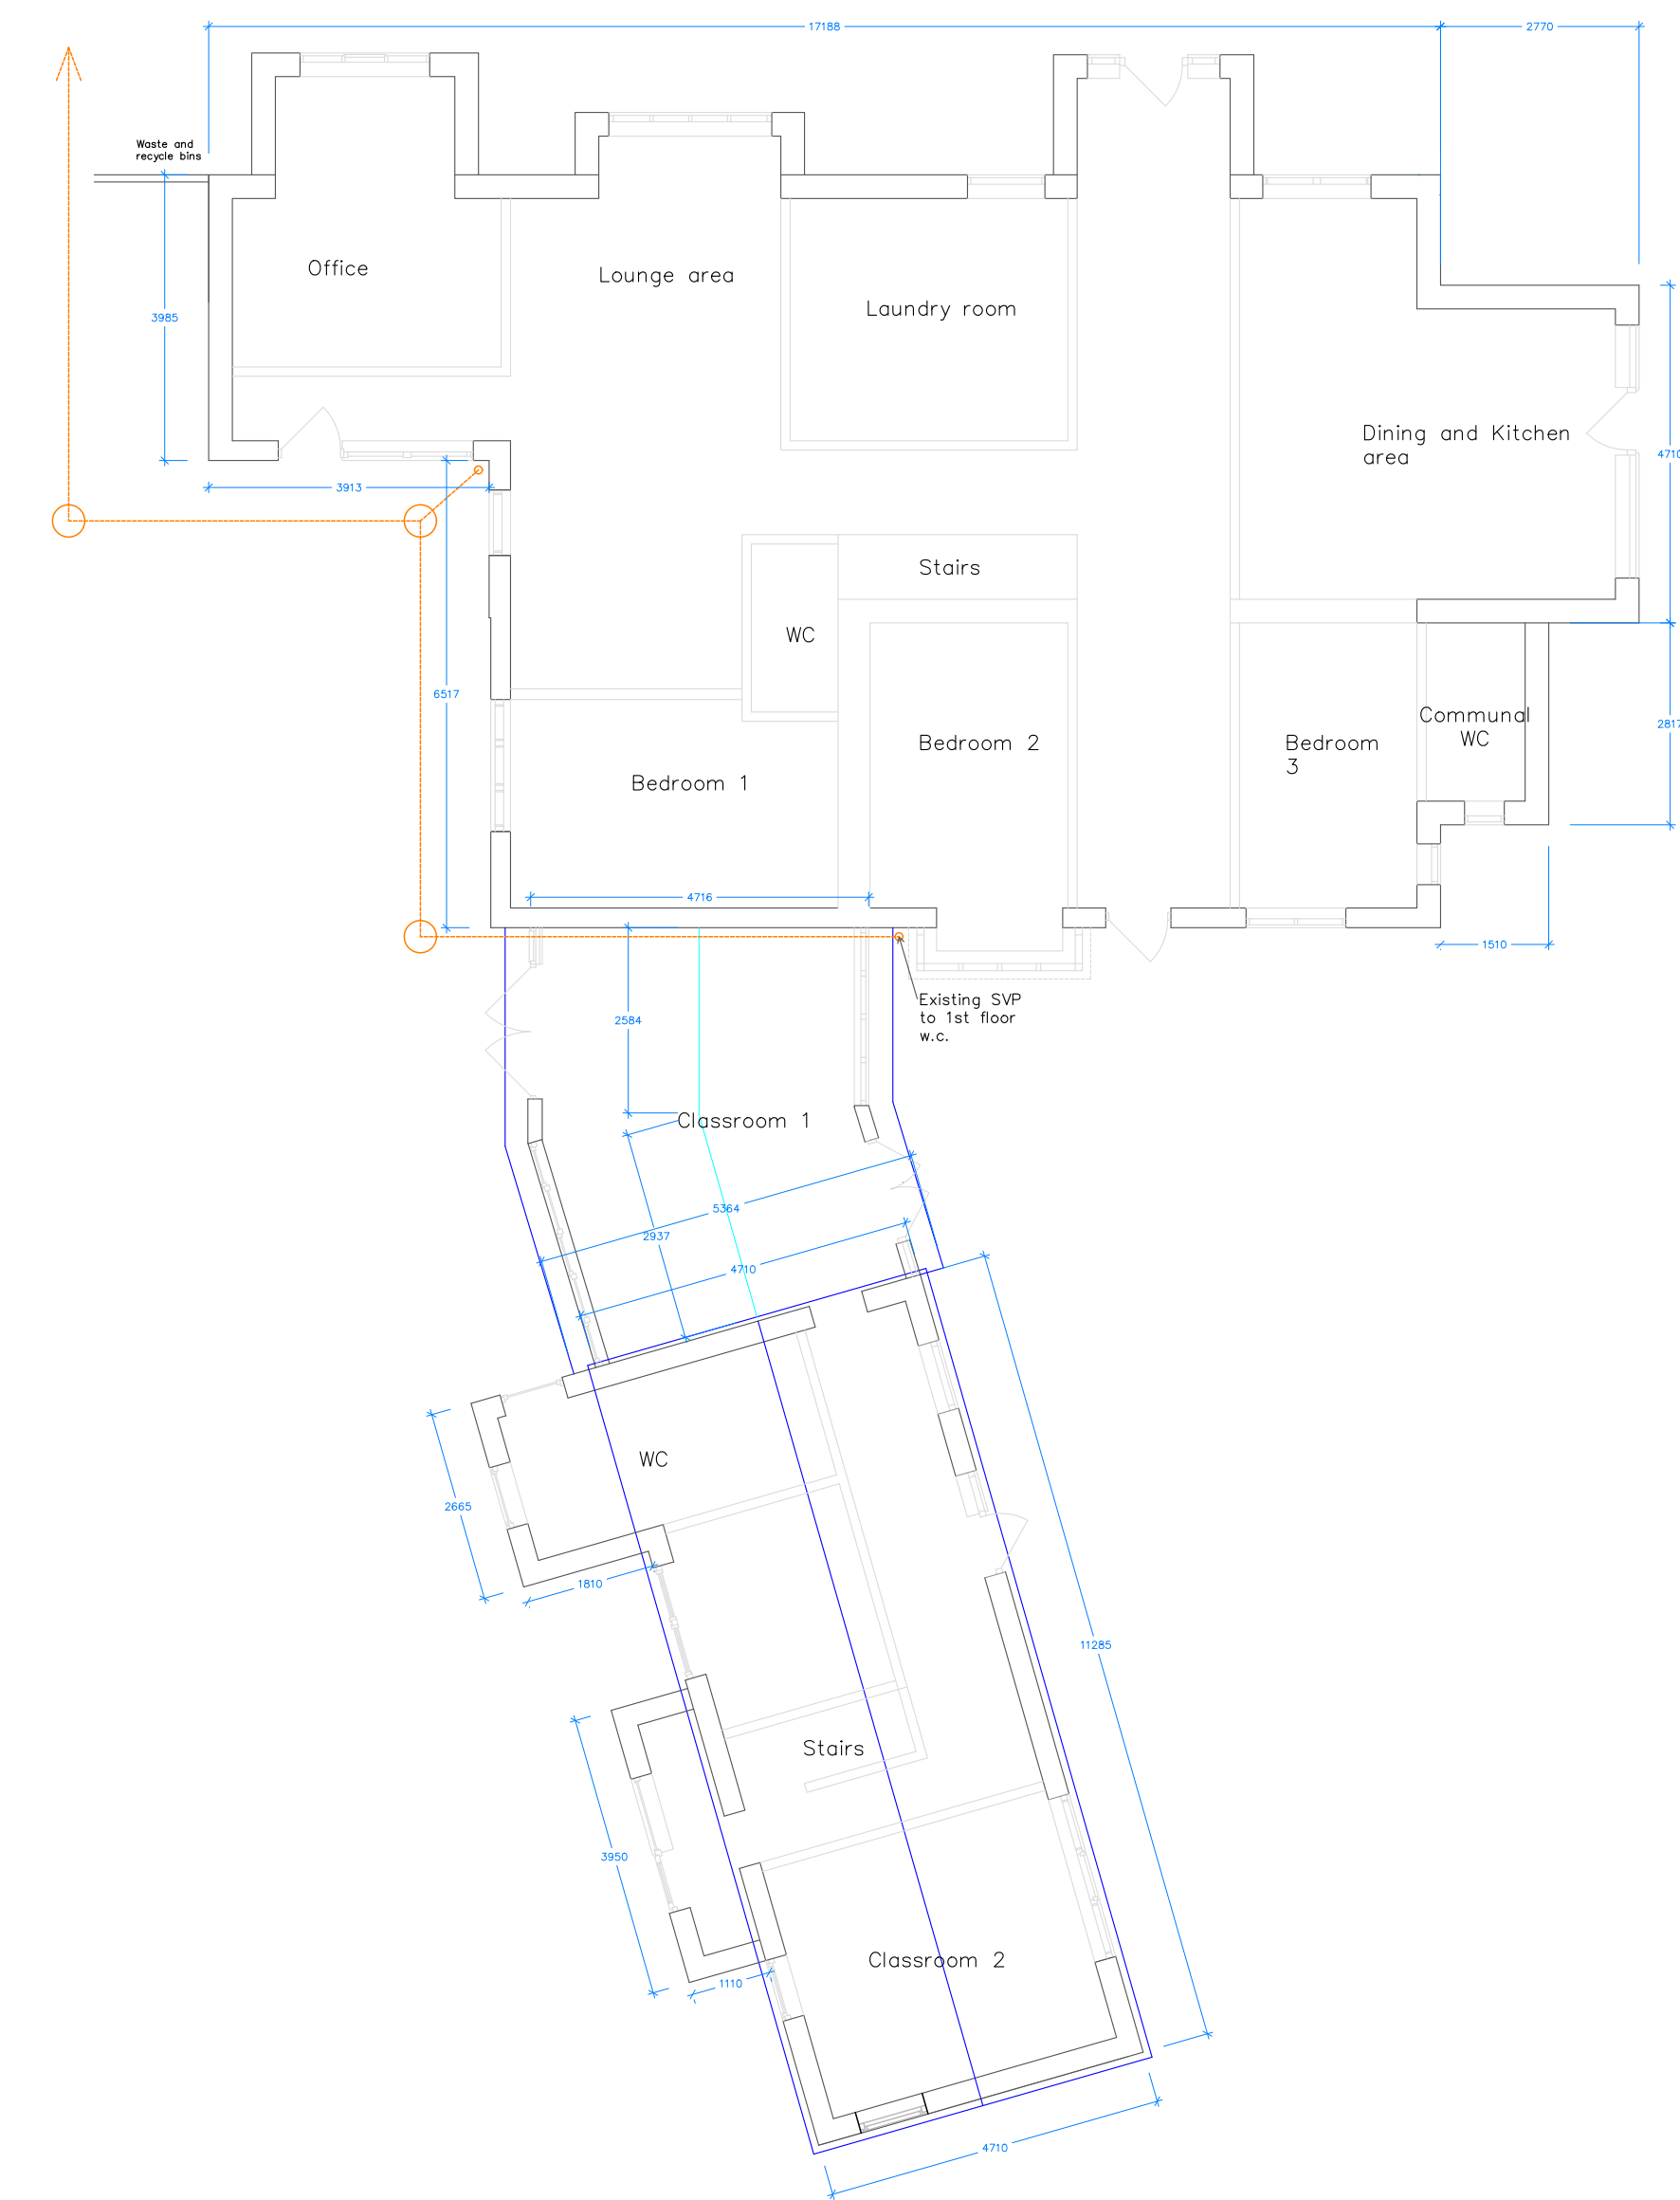 17188
2770
Waste and
recycle bins
Office
Lounge area
Laundry room
3985
Dining and Kitchen
area
4710
3913
Stairs
WC
6517
Communal
WC
2817
Bedroom 2
Bedroom
3
Bedroom 1
4716
1510
Existing SVP
to 1st floor
w.c.
2584
Classroom 1
5364
2937
4710
WC
2665
1810
11285
Stairs
3950
Classroom 2
1110
4710